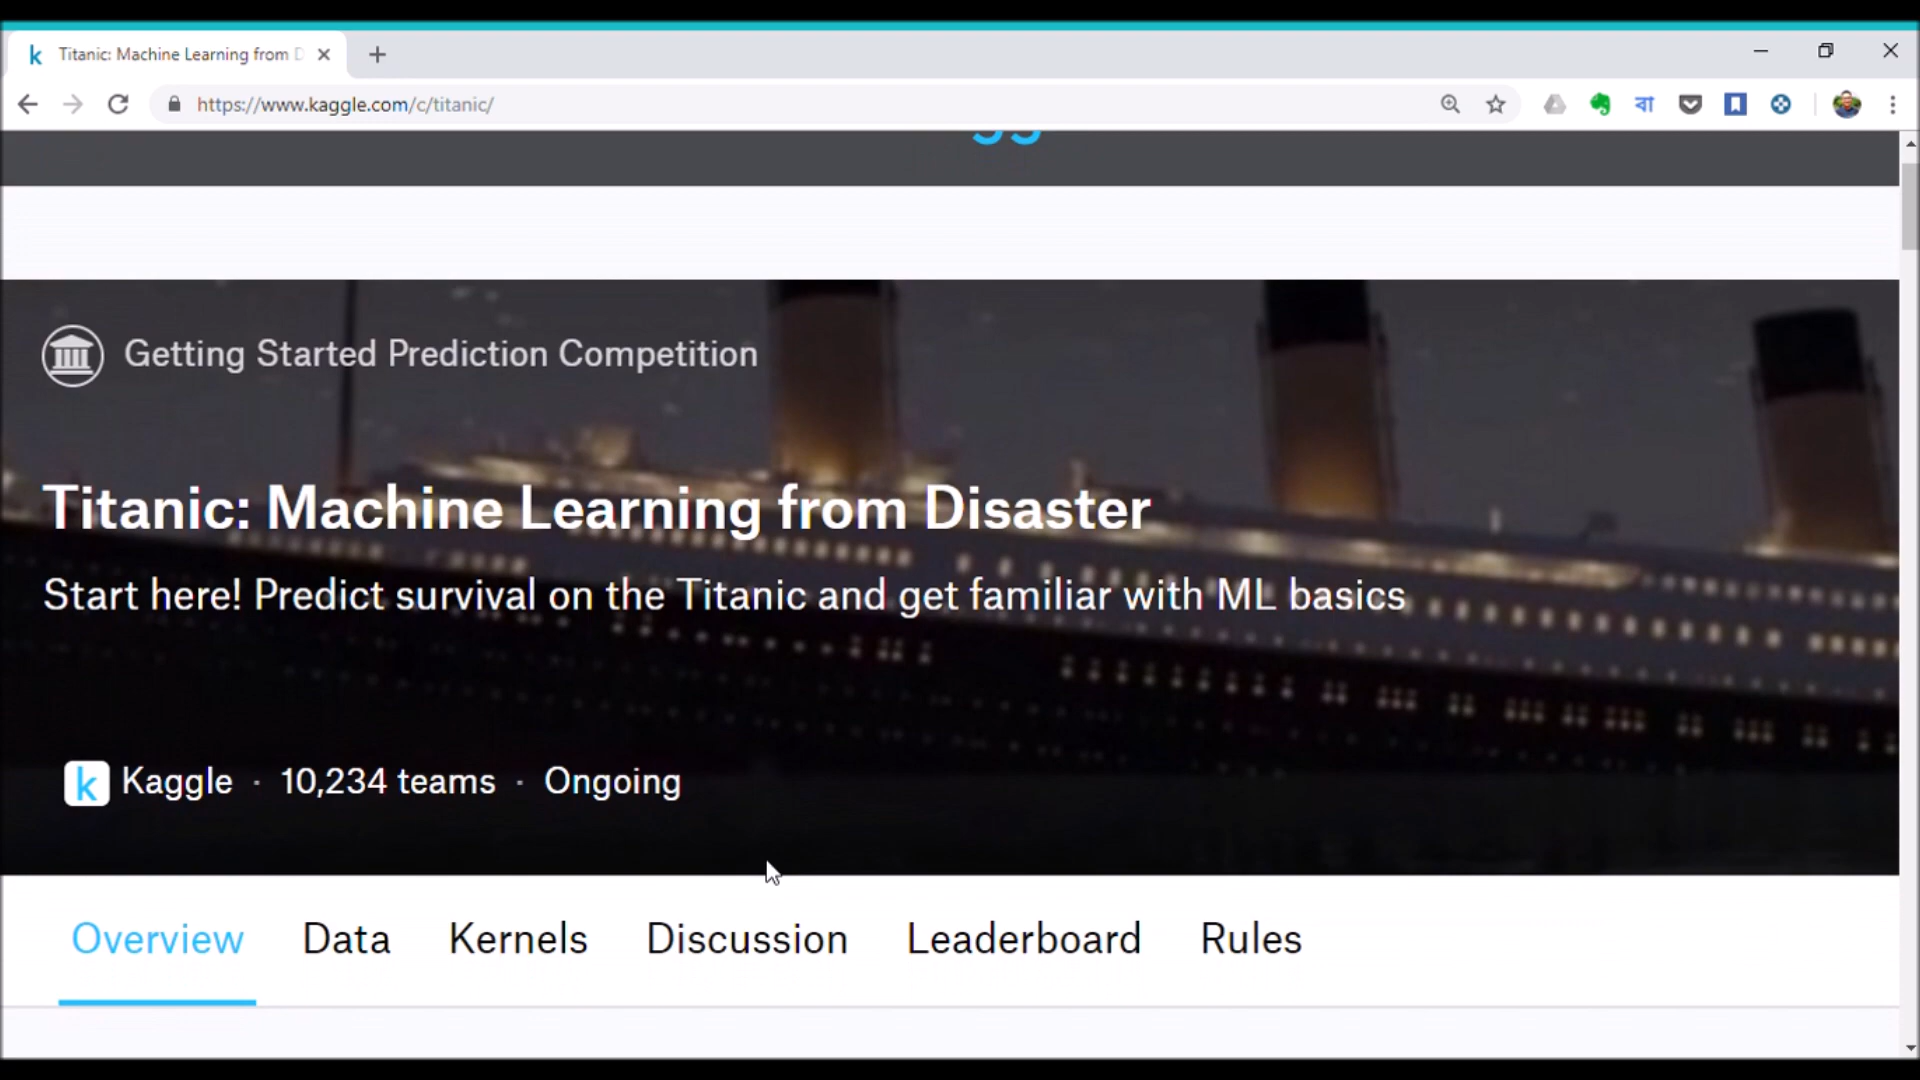 Titanic: Machine Learning from D
https://www.kaggle.com/c/titanic/
বা
Getting Started Prediction Competition
Titanic: Machine Learning from Disaster
Start here! Predict survival on the Titanic and get familiar with ML basics
Kaggle · 10,234 teams · Ongoing
Overview Data Kernels Discussion Leaderboard Rules